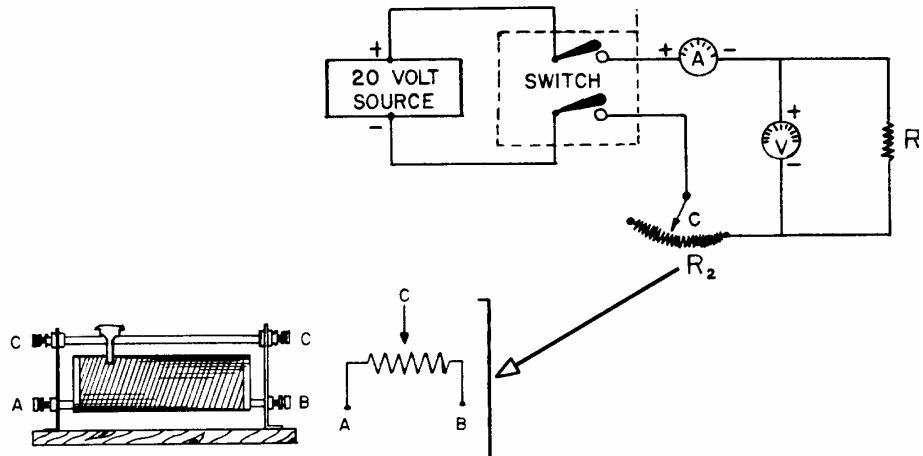 +
20 VOLT
SOURCE
-
SWITCH
+ A -
+
V
-
R
C
R2
C
C C
A B
A B